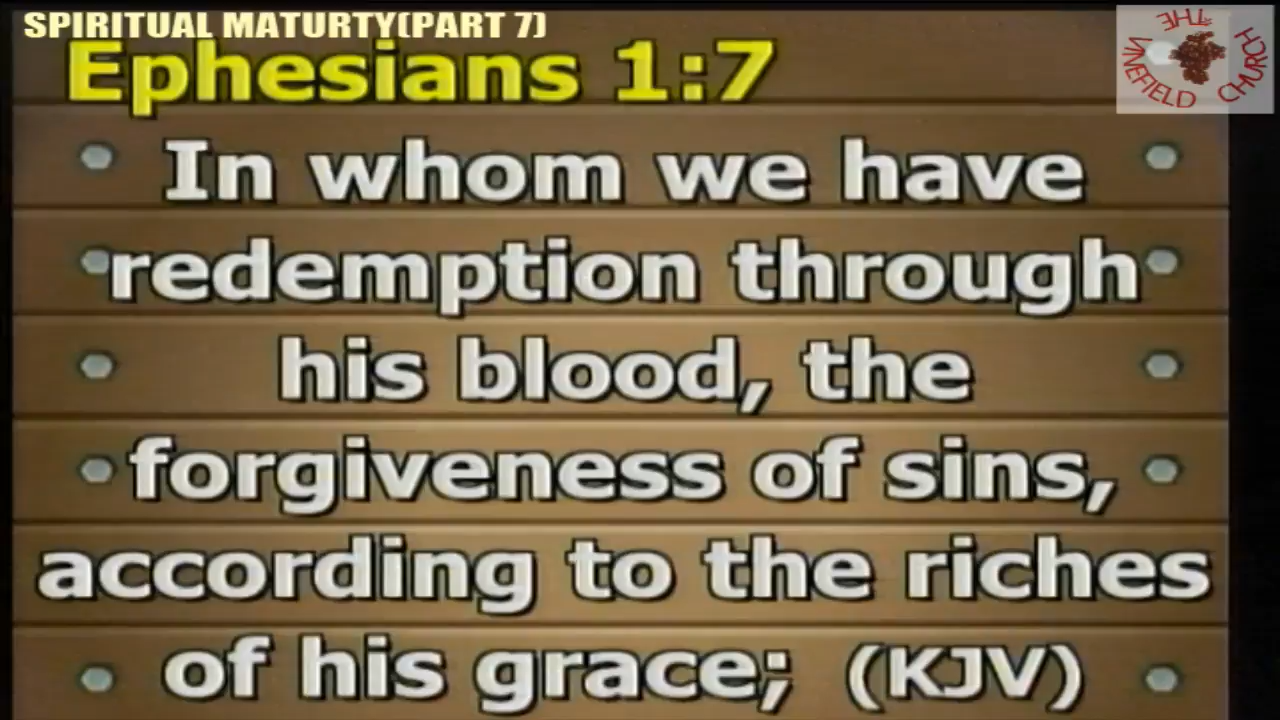 SPIRITUAL MATURTY(PART 7)
THE VINEFIELD CHURCH
Ephesians 1:7
In whom we have
redemption through
his blood, the
forgiveness of sins,
according to the riches
of his grace; (KJV)